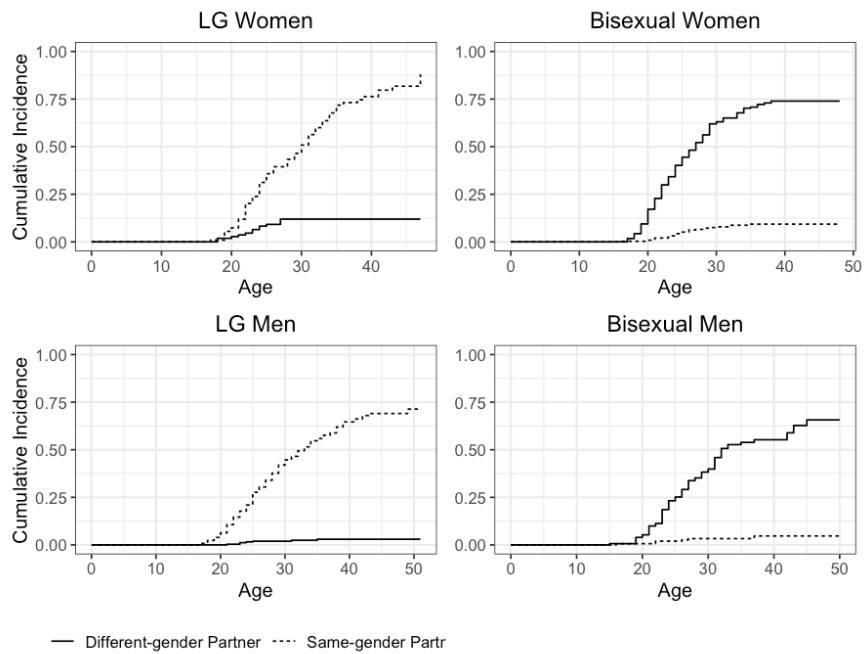 LG Women
Bisexual Women
Cumulative Incidence
1.00
0.75
0.50
0.25
0.00
0 20 40
10 30
Age
1.00
0.75
0.50
0.25
0.00
0 10 20 30 40 50
Age
LG Men
Bisexual Men
Cumulative Incidence
1.00
0.75
0.50
0.25
0.00
0 10 20 30 40 50
Age
1.00
0.75
0.50
0.25
0.00
0 10 20 30 40 50
Age
Different-gender Partner Same-gender Partr